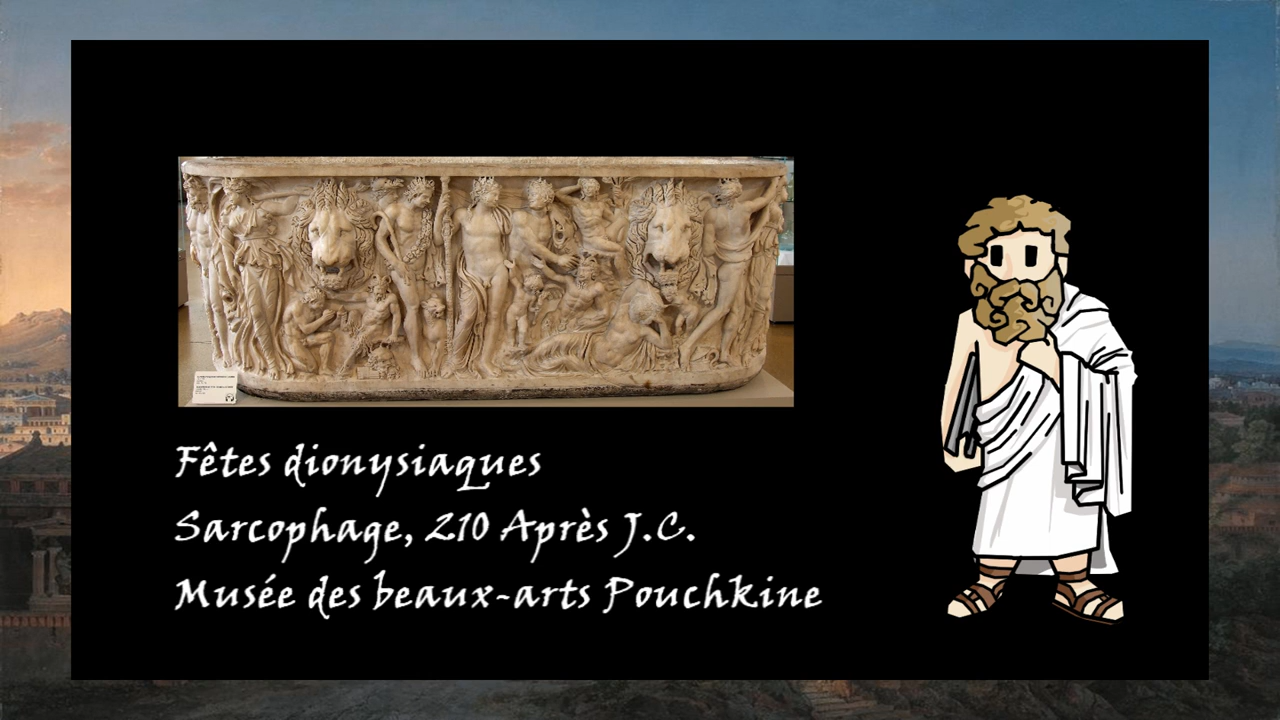 Fêtes dionysiaques
Sarcophage, 210 Après J.C.
Musée des beaux-arts Pouchkine